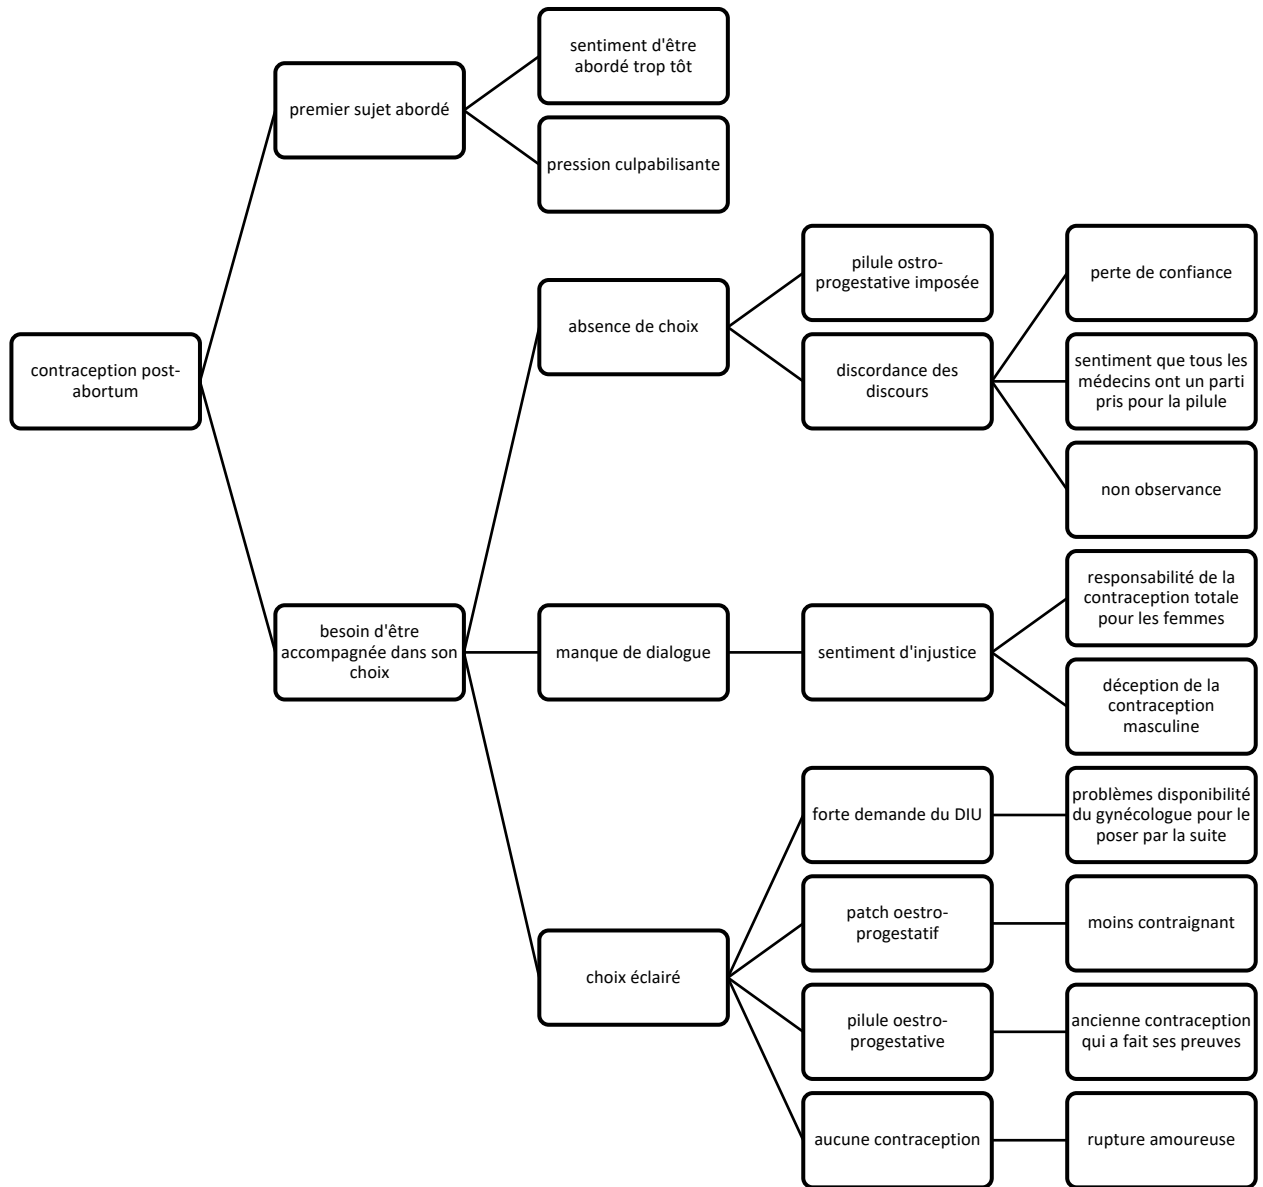 sentiment d'être
abordé trop tôt
premier sujet abordé
pression culpabilisante
pilule ostro-
progestative imposée
perte de confiance
absence de choix
contraception post-
abortum
discordance des
discours
sentiment que tous les
médecins ont un parti
pris pour la pilule
non observance
besoin d'être
accompagnée dans son
choix
manque de dialogue
sentiment d'injustice
responsabilité de la
contraception totale
pour les femmes
déception de la
contraception
masculine
forte demande du DIU
problèmes disponibilité
du gynécologue pour le
poser par la suite
patch oestro-
progestatif
moins contraignant
choix éclairé
pilule oestro-
progestative
ancienne contraception
qui a fait ses preuves
aucune contraception
rupture amoureuse